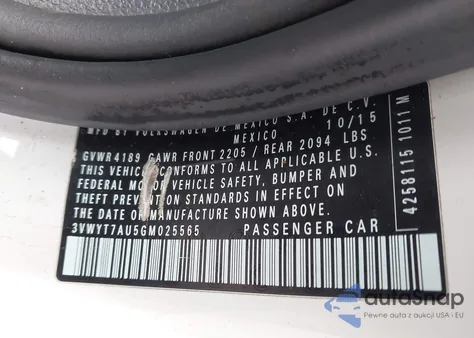 MFD BY VOLKSWAGEN DE MEXICO S.A. DE C.V.
MEXICO 10/15
GVWR 4189 GAWR FRONT 2205 / REAR 2094 LBS
THIS VEHICLE CONFORMS TO ALL APPLICABLE U.S.
FEDERAL MOTOR VEHICLE SAFETY, BUMPER AND
THEFT PREVENTION STANDARDS IN EFFECT ON
DATE OF MANUFACTURE SHOWN ABOVE.
3VWYT7AU5GM025565 PASSENGER CAR
4258115 1011 M
autoSnap
Pewne auta z aukcji USA i EU